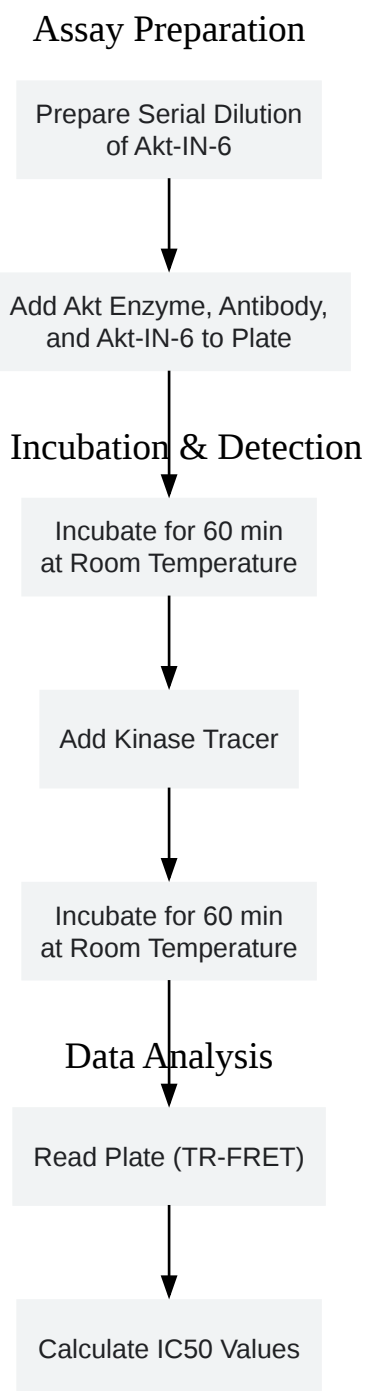 Assay Preparation
Prepare Serial Dilution
of Akt-IN-6
Add Akt Enzyme, Antibody,
and Akt-IN-6 to Plate
Incubation & Detection
Incubate for 60 min
at Room Temperature
Add Kinase Tracer
Incubate for 60 min
at Room Temperature
Data Analysis
Read Plate (TR-FRET)
Calculate IC50 Values